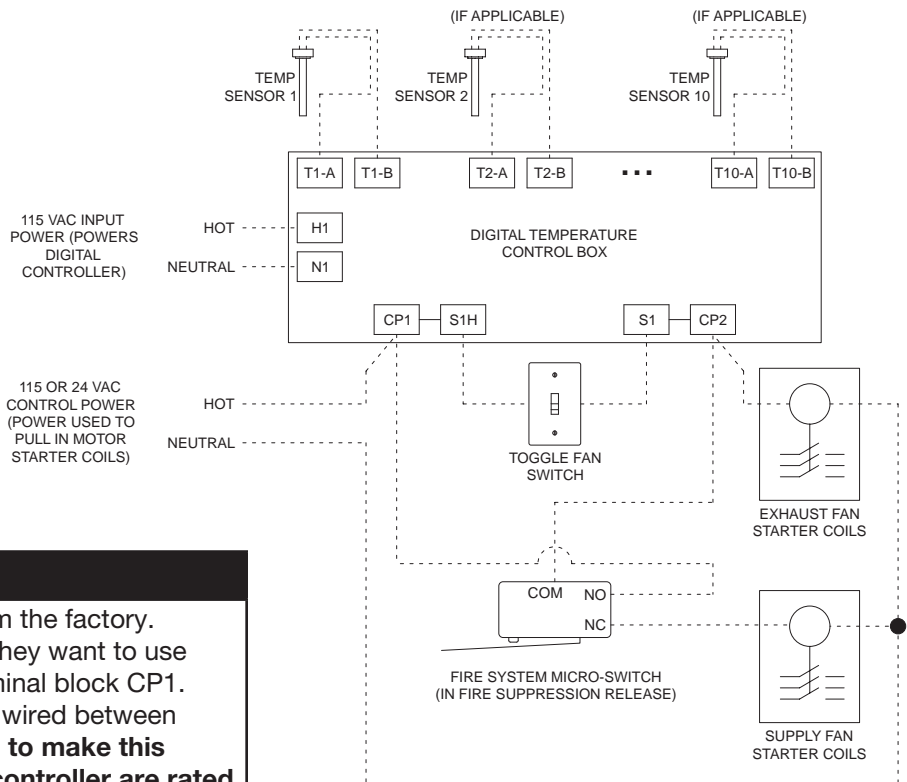 (IF APPLICABLE)
(IF APPLICABLE)
TEMP
SENSOR 1
TEMP
SENSOR 2
TEMP
SENSOR 10
T1-A
T1-B
T2-A
T2-B
...
T10-A
T10-B
115 VAC INPUT
POWER (POWERS
DIGITAL
CONTROLLER)
HOT
H1
NEUTRAL
N1
DIGITAL TEMPERATURE
CONTROL BOX
CP1
S1H
S1
CP2
115 OR 24 VAC
CONTROL POWER
(POWER USED TO
PULL IN MOTOR
STARTER COILS)
HOT
NEUTRAL
TOGGLE FAN
SWITCH
EXHAUST FAN
STARTER COILS
COM
NO
NC
FIRE SYSTEM MICRO-SWITCH
(IN FIRE SUPPRESSION RELEASE)
SUPPLY FAN
STARTER COILS
the factory.
hey want to use
minal block CP1.
wired between
to make this
controller are rated